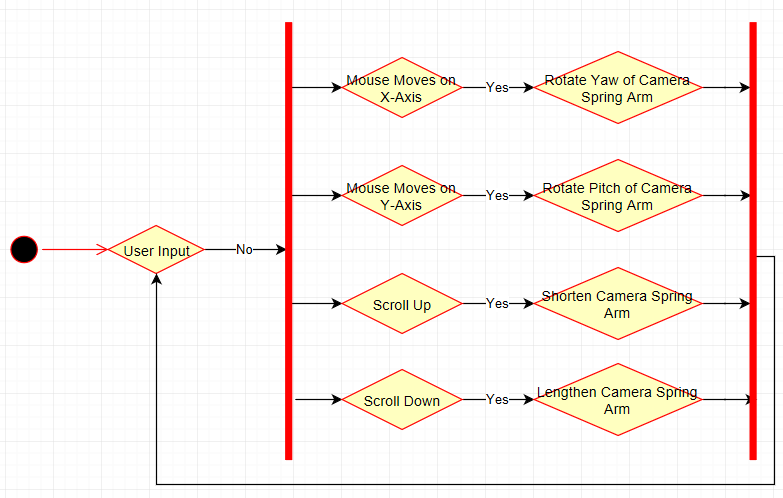 Mouse Moves on
X-Axis
Yes
Rotate Yaw of Camera
Spring Arm
Mouse Moves on
Y-Axis
Yes
Rotate Pitch of Camera
Spring Arm
User Input
No
Scroll Up
Yes
Shorten Camera Spring
Arm
Scroll Down
Yes
Lengthen Camera Spring
Arm